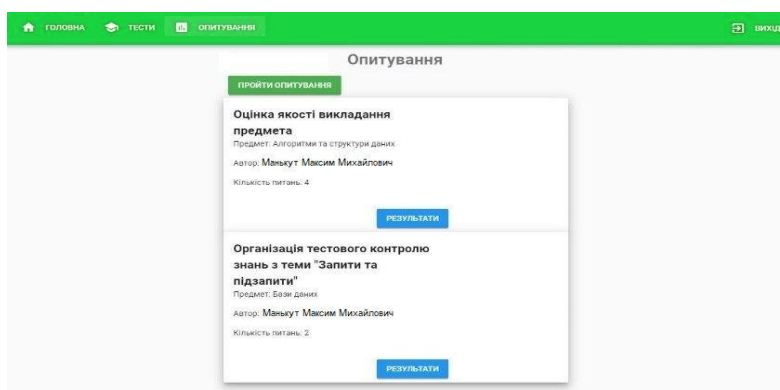 ГОЛОВНА ТЕСТИ ОПИТУВАННЯ ВИХІД
Опитування
ПРОЙТИ ОПИТУВАННЯ
Оцінка якості викладання
предмета
Предмет: Алгоритми та структури даних
Автор: Манькут Максим Михайлович
Кількість питань: 4
РЕЗУЛЬТАТИ
Організація тестового контролю
знань з теми "Запити та
підзапити"
Предмет: Бази даних
Автор: Манькут Максим Михайлович
Кількість питань: 2
РЕЗУЛЬТАТИ